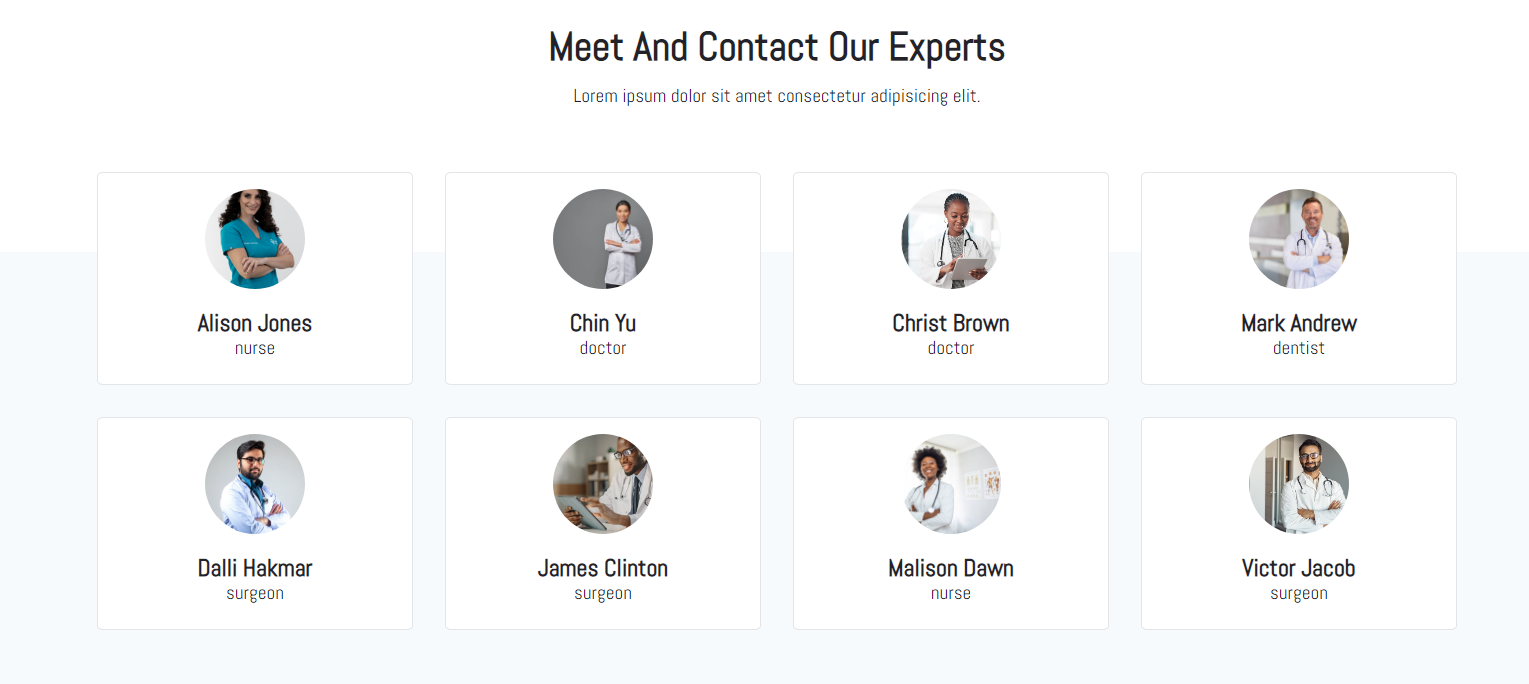 Meet And Contact Our Experts
Lorem ipsum dolor sit amet consectetur adipisicing elit.
Alison Jones
nurse
Chin Yu
doctor
Christ Brown
doctor
Mark Andrew
dentist
Dalli Hakmar
surgeon
James Clinton
surgeon
Malison Dawn
nurse
Victor Jacob
surgeon